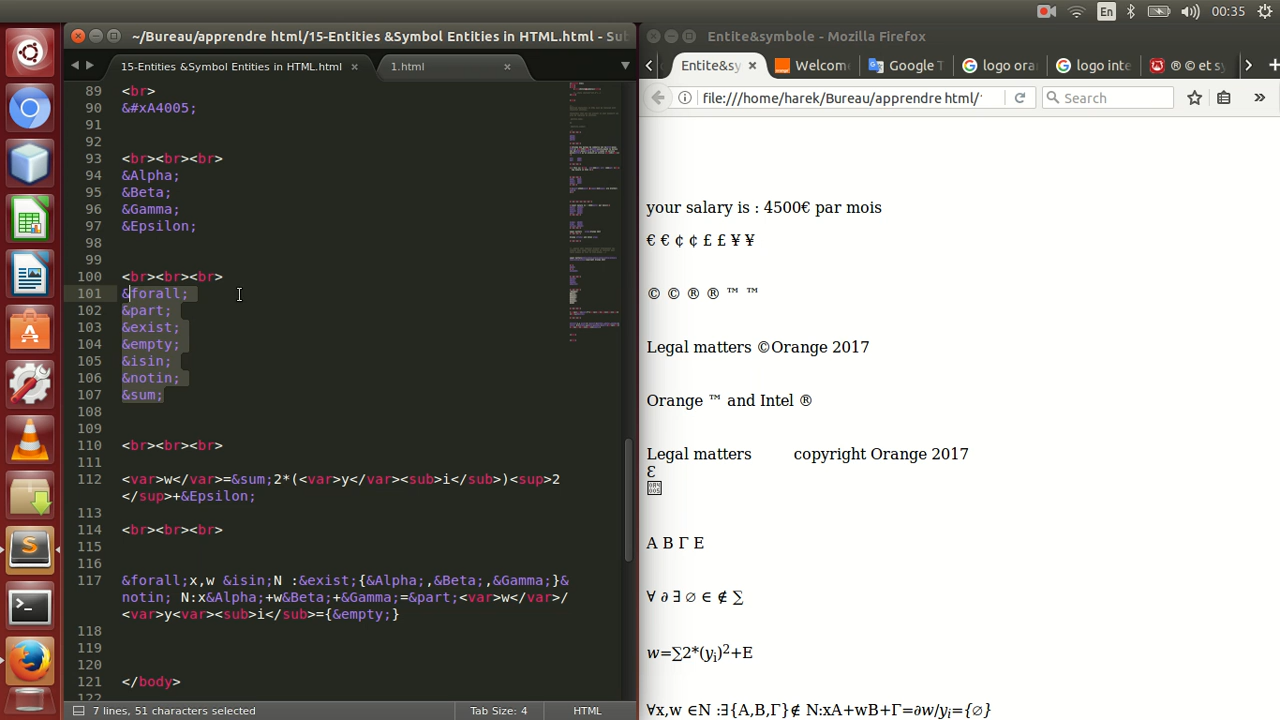 En
00:35
~/Bureau/apprendre html/15-Entities &Symbol Entities in HTML.html - Sub
Entite&symbole - Mozilla Firefox
15-Entities &Symbol Entities in HTML.html
1.html
Entite&sy
Welcom
Google T
logo ora
logo inte
® © et s
file:///home/harek/Bureau/apprendre html/
Search
89 <br>
90 &#xA4005;
91
92
93 <br><br><br>
94 &Alpha;
95 &Beta;
96 &Gamma;
97 &Epsilon;
98
99
100 <br><br><br>
101 &forall;
102 &part;
103 &exist;
104 &empty;
105 &isin;
106 &notin;
107 &sum;
108
109
110 <br><br><br>
111
112 <var>w</var>=&sum;2*(<var>y</var><sub>i</sub>)<sup>2
</sup>+&Epsilon;
113
114 <br><br><br>
115
116
117 &forall;x,w &isin;N :&exist;{&Alpha;,&Beta;,&Gamma;}&
notin; N:x&Alpha;+w&Beta;+&Gamma;=&part;<var>w</var>/
<var>y<var><sub>i</sub>={&empty;}
118
119
120
121 </body>
122
your salary is : 4500€ par mois
€ € ¢ ¢ £ £ ¥ ¥
© © ® ® ™ ™
Legal matters ©Orange 2017
Orange ™ and Intel ®
Legal matters copyright Orange 2017
Ԑ
Α Β Γ Ε
∀ ∂ ∃ ∅ ∈ ∉ ∑
w=∑2*(yi)2+Ε
∀x,w ∈N :∃{Α,Β,Γ}∉ N:xΑ+wΒ+Γ=∂w/yi={∅}
7 lines, 51 characters selected
Tab Size: 4
HTML